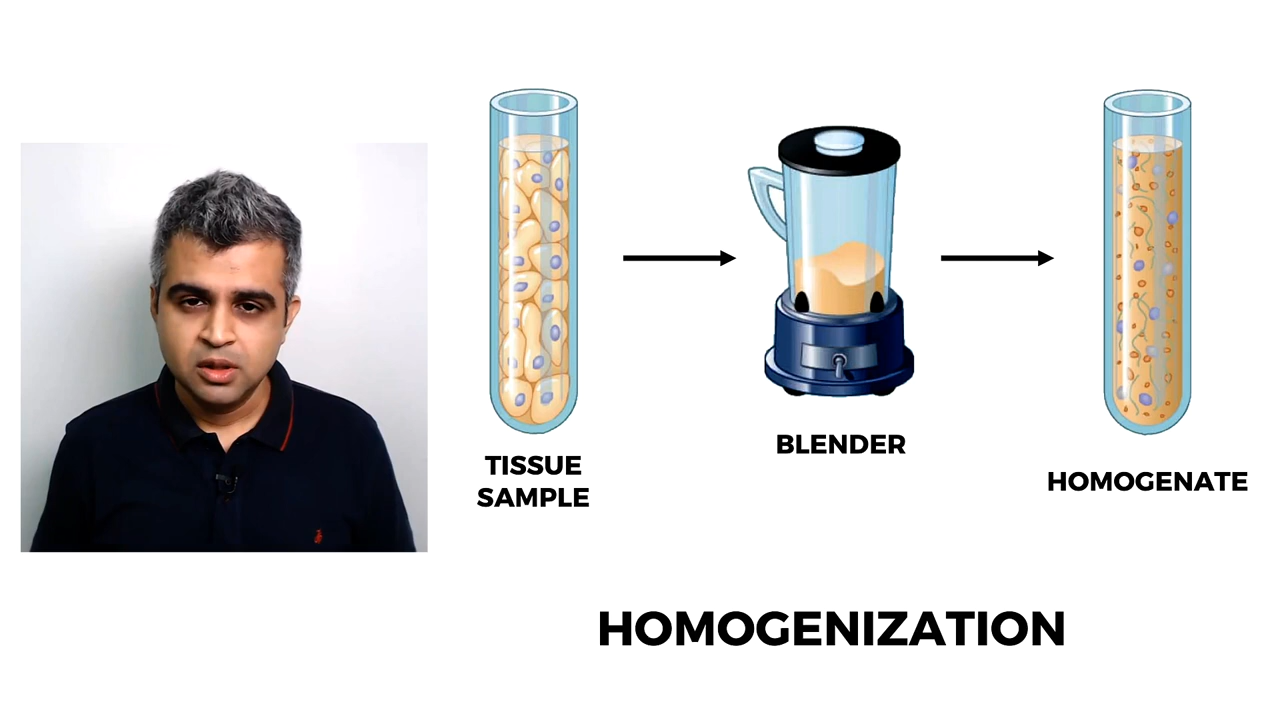 TISSUE
SAMPLE
BLENDER
HOMOGENATE
HOMOGENIZATION